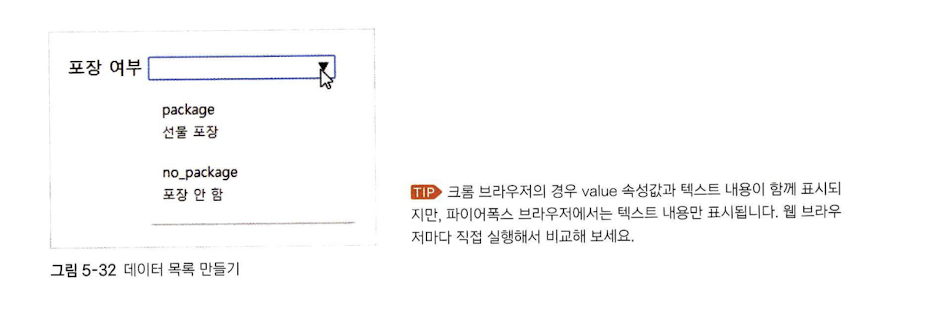 포장 여부
package
선물 포장
no_package
포장 안 함
TIP 크롬 브라우저의 경우 value 속성값과 텍스트 내용이 함께 표시되
지만, 파이어폭스 브라우저에서는 텍스트 내용만 표시됩니다. 웹 브라우
저마다 직접 실행해서 비교해 보세요.
그림 5-32 데이터 목록 만들기